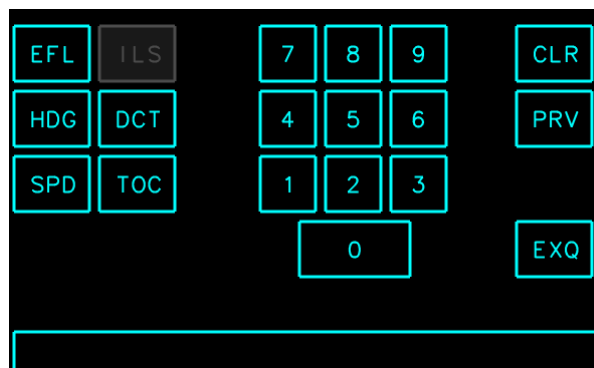 EFL ILS 7 8 9 CLR
HDG DCT 4 5 6 PRV
SPD TOC 1 2 3
0 EXQ